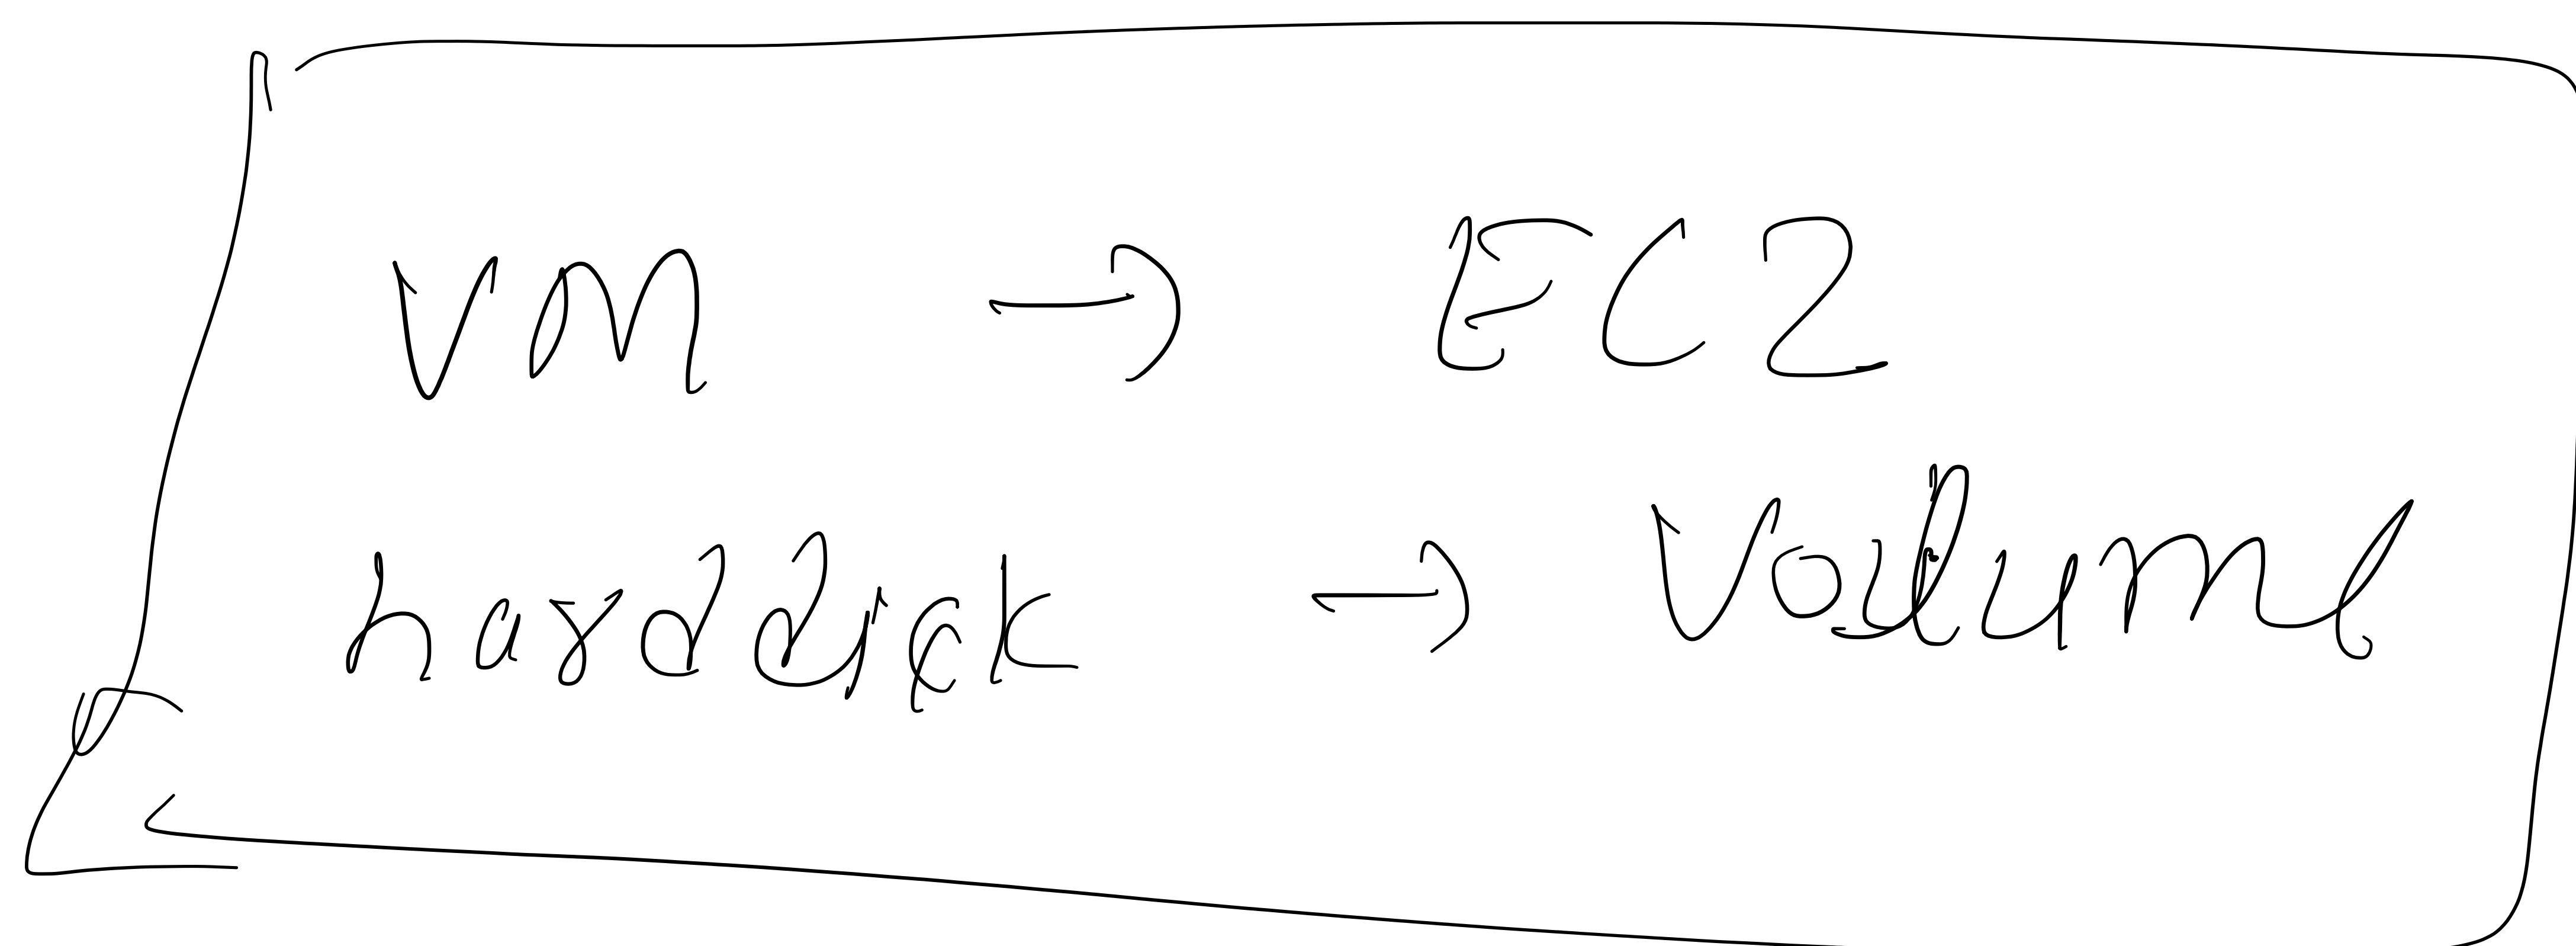 VM → EC2
harddisk → Volume